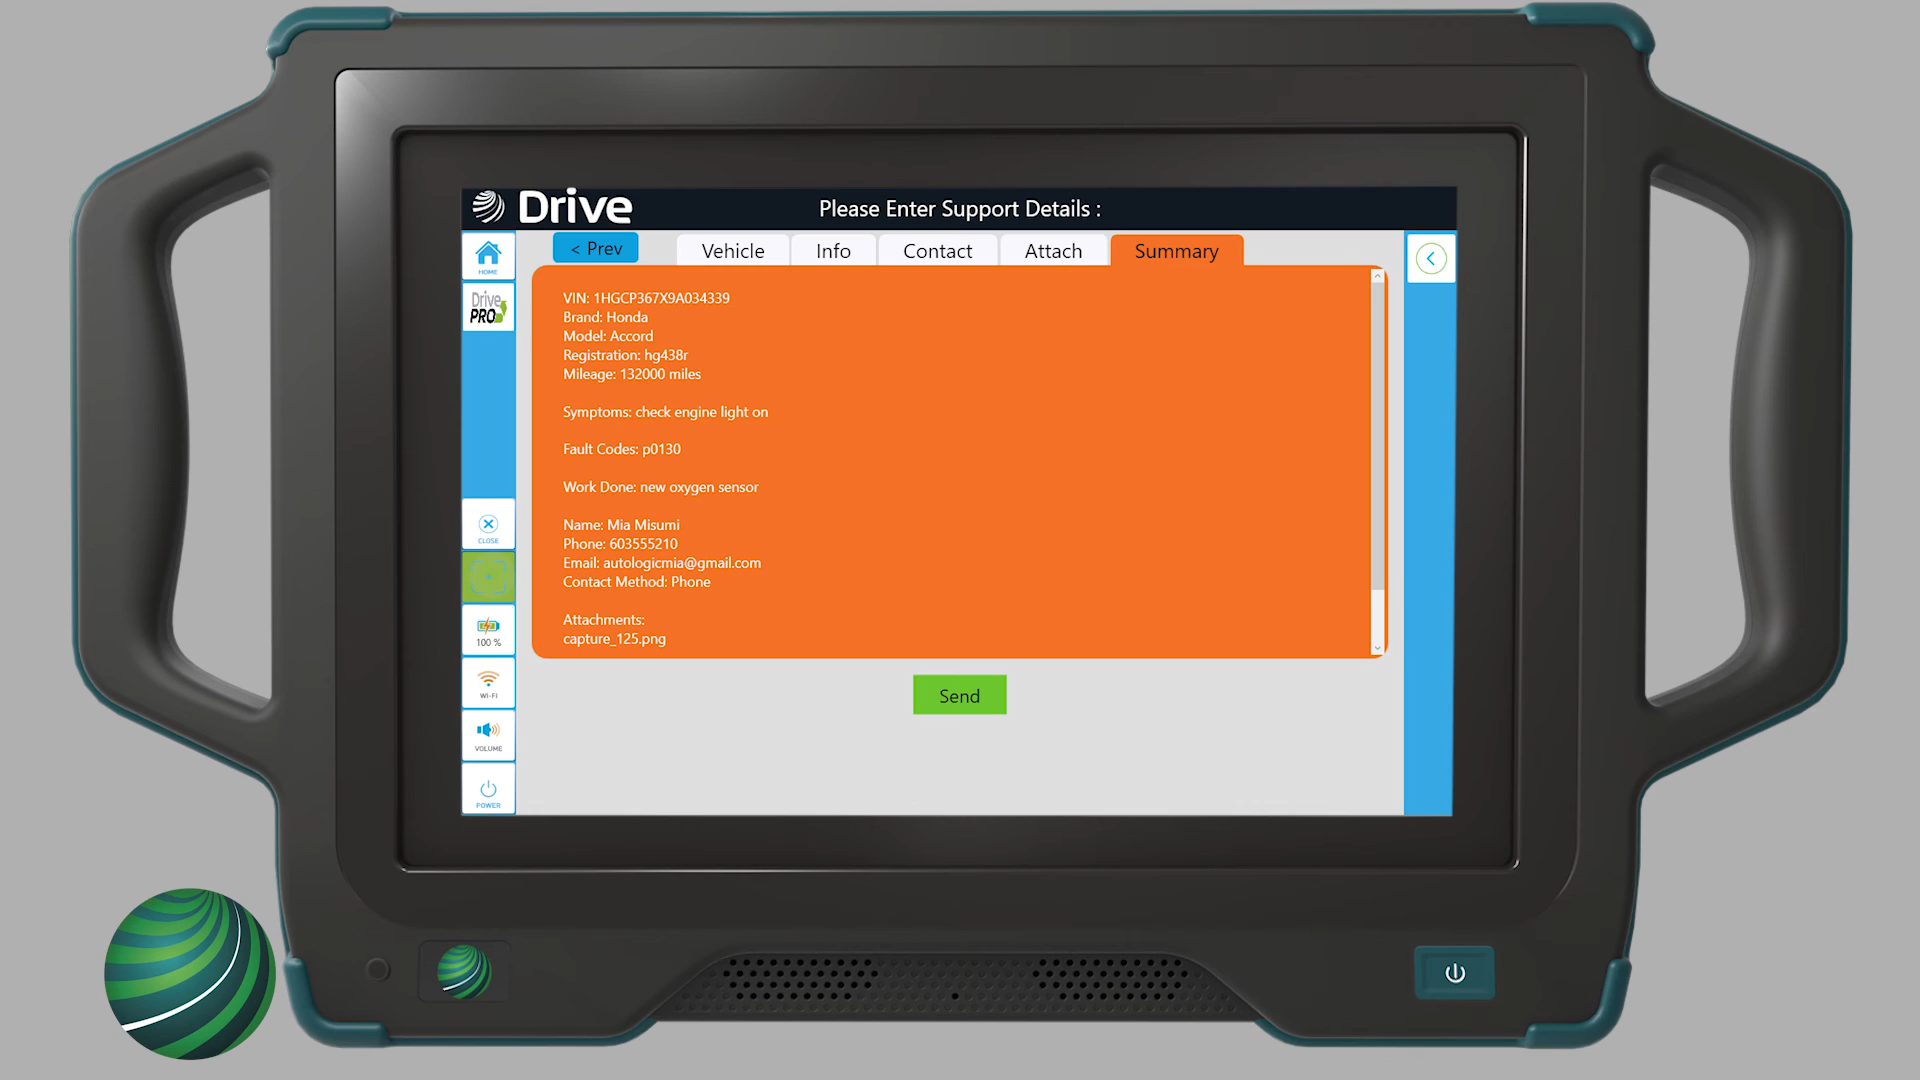 Drive
Please Enter Support Details :
< Prev
Vehicle
Info
Contact
Attach
Summary
HOME
Drive
PRO
VIN: 1HGCP367X9A034339
Brand: Honda
Model: Accord
Registration: hg438r
Mileage: 132000 miles
Symptoms: check engine light on
Fault Codes: p0130
Work Done: new oxygen sensor
Name: Mia Misumi
Phone: 603555210
Email: autologicmia@gmail.com
Contact Method: Phone
Attachments:
capture_125.png
Send
CLOSE
100 %
WI-FI
VOLUME
POWER